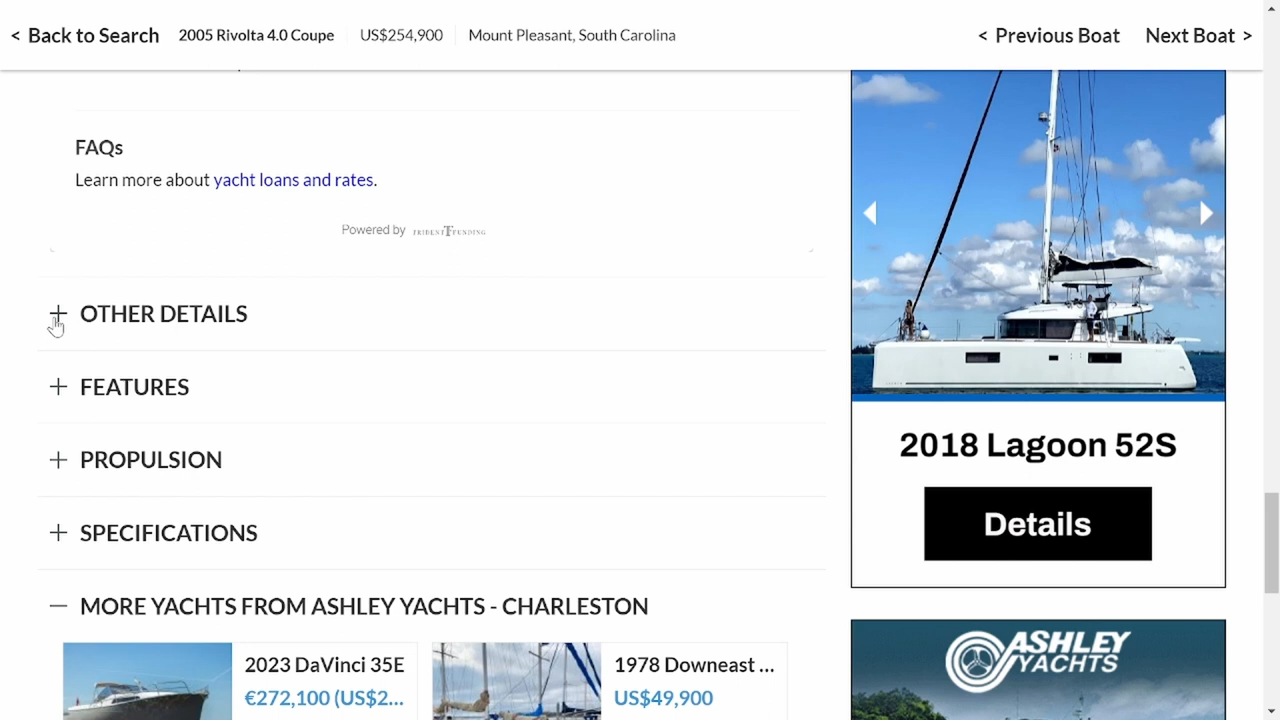 < Back to Search 2005 Rivolta 4.0 Coupe US$254,900 Mount Pleasant, South Carolina < Previous Boat Next Boat >
FAQs
Learn more about yacht loans and rates.
Powered by TRIDENT FUNDING
OTHER DETAILS
FEATURES
PROPULSION
SPECIFICATIONS
MORE YACHTS FROM ASHLEY YACHTS - CHARLESTON
2023 DaVinci 35E
€272,100 (US$2...
1978 Downeast ...
US$49,900
2018 Lagoon 52S
Details
ASHLEY
YACHTS